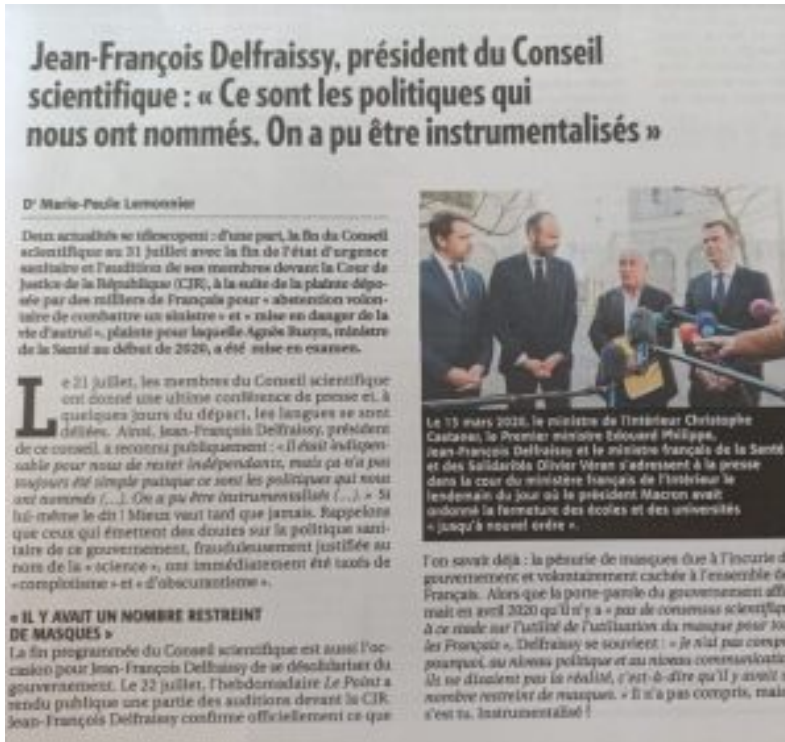 Jean-François Delfraissy, président du Conseil
scientifique : « Ce sont les politiques qui
nous ont nommés. On a pu être instrumentalisés »
Dr Marie-Paule Lemonnier
Deux actualités se télescopent : d'une part, la fin du Conseil
scientifique au 31 juillet avec la fin de l'état d'urgence
sanitaire et l'audition de ses membres devant la Cour de
Justice de la République (CJR), à la suite de la plainte dépo-
sée par des milliers de Français pour « abstention volon-
taire de combattre un sinistre » et « mise en danger de la
vie d'autrui », plainte pour laquelle Agnès Buzyn, ministre
de la Santé au début de 2020, a été mise en examen.
Le 21 juillet, les membres du Conseil scientifique
ont donné une ultime conférence de presse et, à
quelques jours du départ, les langues se sont
déliées. Ainsi, Jean-François Delfraissy, président
de ce conseil, a reconnu publiquement : « Il était indispen-
sable pour nous de rester indépendants, mais ça n'a pas
toujours été simple puisque ce sont les politiques qui nous
ont nommés (...). On a pu être instrumentalisés (...). » Si
lui-même le dit ! Mieux vaut tard que jamais. Rappelons
que ceux qui émettent des doutes sur la politique sani-
taire de ce gouvernement, frauduleusement justifiée au
nom de la « science », ont immédiatement été taxés de
« complotisme » et « d'obscurantisme ».
« IL Y AVAIT UN NOMBRE RESTREINT
DE MASQUES »
La fin programmée du Conseil scientifique est aussi l'oc-
casion pour Jean-François Delfraissy de se désolidariser du
gouvernement. Le 22 juillet, l'hebdomadaire Le Point a
rendu publique une partie des auditions devant la CJR.
Jean-François Delfraissy confirme officiellement ce que
Le 15 mars 2020, le ministre de l'Intérieur Christophe
Castaner, le Premier ministre Edouard Philippe,
Jean-François Delfraissy et le ministre français de la Santé
et des Solidarités Olivier Véran s'adressent à la presse
dans la cour du ministère français de l'Intérieur le
lendemain du jour où le président Macron avait
ordonné la fermeture des écoles et des universités
« jusqu'à nouvel ordre ».
l'on savait déjà : la pénurie de masques due à l'incurie d
gouvernement et volontairement cachée à l'ensemble de
Français. Alors que la porte-parole du gouvernement affi
mait en avril 2020 qu'il n'y a « pas de consensus scientifiqu
à ce stade sur l'utilité de l'utilisation du masque pour tou
les Français », Delfraissy se souvient : « Je n'ai pas compr
pourquoi, au niveau politique et au niveau communicatio
ils ne disaient pas la réalité, c'est-à-dire qu'il y avait
nombre restreint de masques. » Il n'a pas compris, mais
s'est tu. Instrumentalisé !